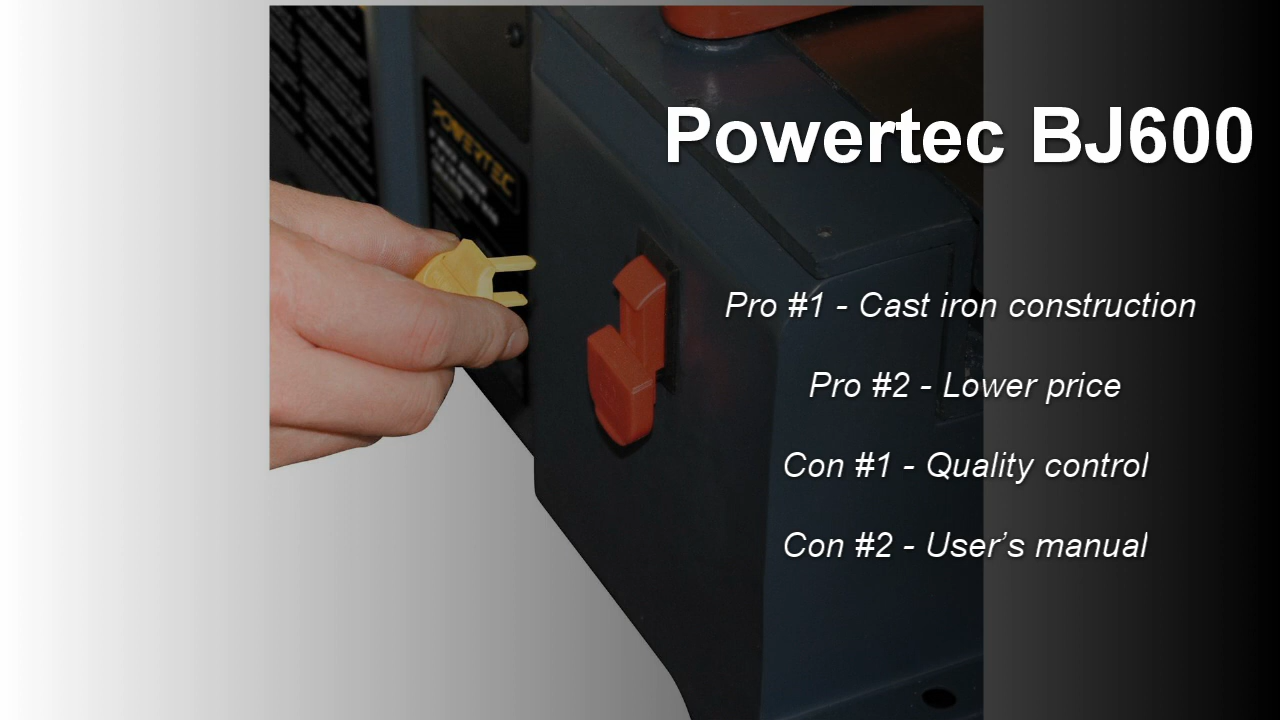 POWERTEC
Powertec BJ600
Pro #1 - Cast iron construction
Pro #2 - Lower price
Con #1 - Quality control
Con #2 - User’s manual